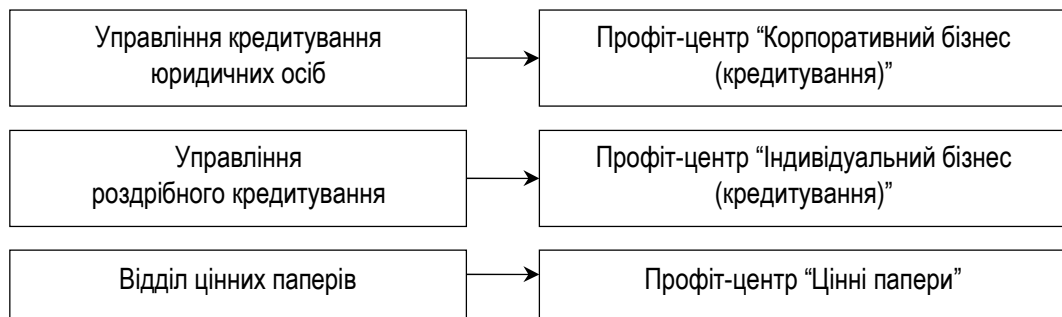 Управління кредитування
юридичних осіб
Профіт-центр “Корпоративний бізнес
(кредитування)”
Управління
роздрібного кредитування
Профіт-центр “Індивідуальний бізнес
(кредитування)”
Відділ цінних паперів
Профіт-центр “Цінні папери”